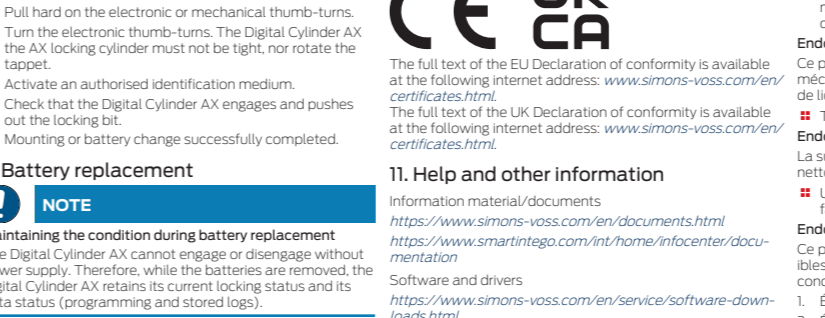 Pull hard on the electronic or mechanical thumb-turns.
Turn the electronic thumb-turns. The Digital Cylinder AX
the AX locking cylinder must not be tight, nor rotate the
tappet.
Activate an authorised identification medium.
Check that the Digital Cylinder AX engages and pushes
out the locking bit.
Mounting or battery change successfully completed.
Battery replacement
! NOTE
intaining the condition during battery replacement
e Digital Cylinder AX cannot engage or disengage without
wer supply. Therefore, while the batteries are removed, the
gital Cylinder AX retains its current locking status and its
ta status (programming and stored logs).
CE UK
CA
The full text of the EU Declaration of conformity is available
at the following internet address: www.simons-voss.com/en/
certificates.html.
The full text of the UK Declaration of conformity is available
at the following internet address: www.simons-voss.com/en/
certificates.html.
11. Help and other information
Information material/documents
https://www.simons-voss.com/en/documents.html
https://www.smartintego.com/int/home/infocenter/docu-
mentation
Software and drivers
https://www.simons-voss.com/en/service/software-down-
loads.html
Endo
Ce p
méc
de lic
T
Endo
La su
nett
U
f
Endo
Ce p
ibles
cond
1. É